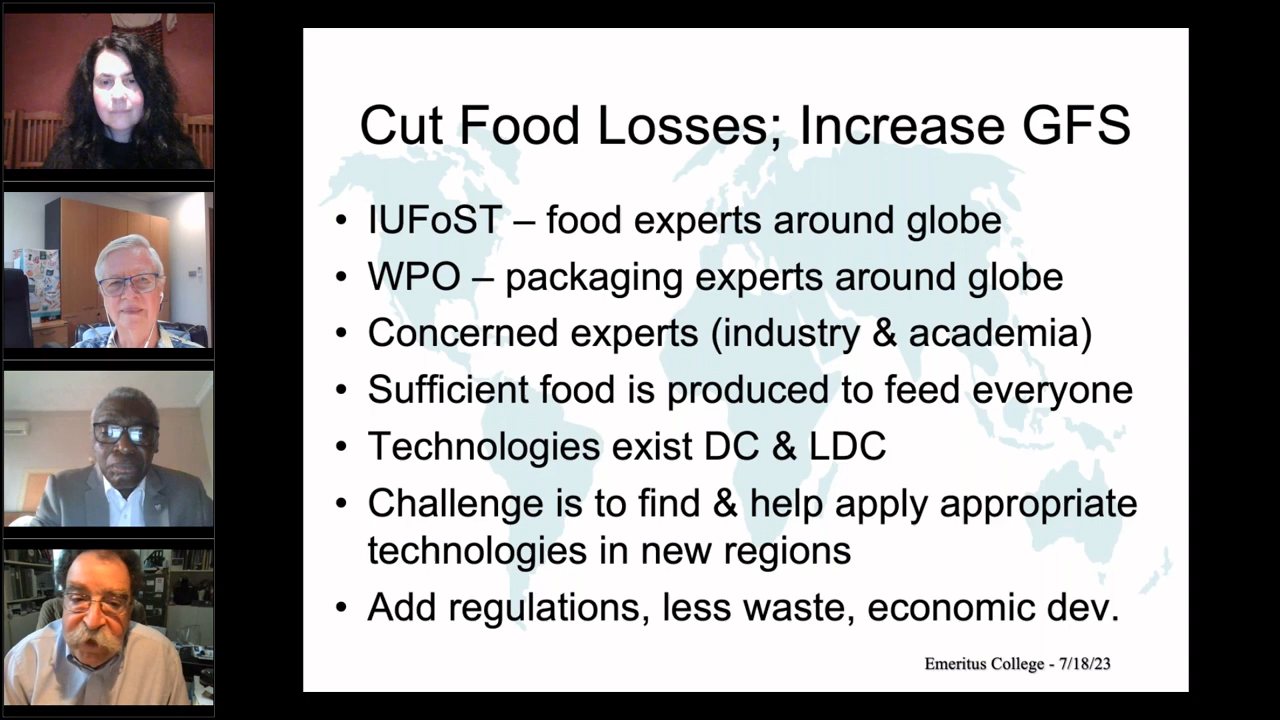 Cut Food Losses; Increase GFS
• IUFoST – food experts around globe
• WPO – packaging experts around globe
• Concerned experts (industry & academia)
• Sufficient food is produced to feed everyone
• Technologies exist DC & LDC
• Challenge is to find & help apply appropriate
technologies in new regions
• Add regulations, less waste, economic dev.
Emeritus College - 7/18/23